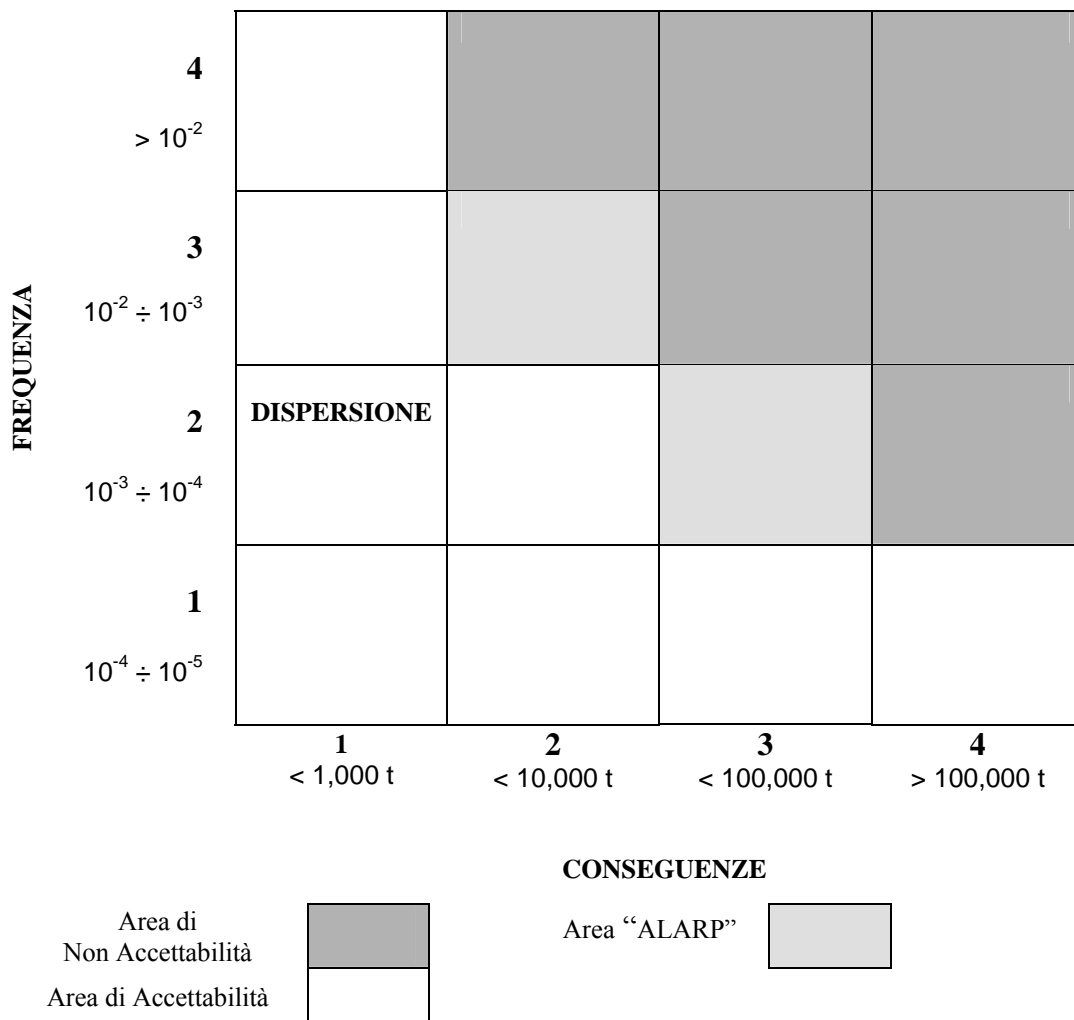 4
> 10⁻²
3
10⁻² ÷ 10⁻³
FREQUENZA
2
DISPERSIONE
10⁻³ ÷ 10⁻⁴
1
10⁻⁴ ÷ 10⁻⁵
1 2 3 4
< 1,000 t < 10,000 t < 100,000 t > 100,000 t
CONSEGUENZE
Area di
Non Accettabilità
Area “ALARP”
Area di Accettabilità